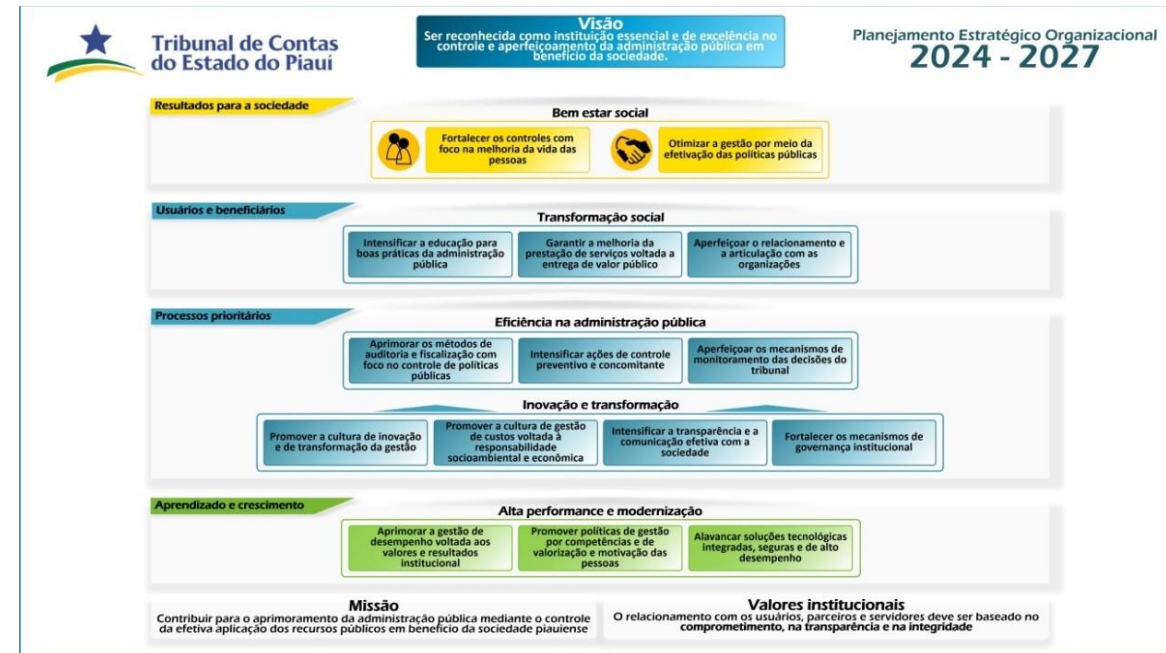 Tribunal de Contas
do Estado do Piauí
Visão
Ser reconhecida como instituição essencial e de excelência no
controle e aperfeiçoamento da administração pública em
benefício da sociedade.
Planejamento Estratégico Organizacional
2024 - 2027
Resultados para a sociedade
Bem estar social
Fortalecer os controles com
foco na melhoria da vida das
pessoas
Otimizar a gestão por meio da
efetivação das políticas públicas
Usuários e beneficiários
Transformação social
Intensificar a educação para
boas práticas da administração
pública
Garantir a melhoria da
prestação de serviços voltada a
entrega de valor público
Aperfeiçoar o relacionamento e
a articulação com as
organizações
Processos prioritários
Eficiência na administração pública
Aprimorar os métodos de
auditoria e fiscalização com
foco no controle de políticas
públicas
Intensificar ações de controle
preventivo e concomitante
Aperfeiçoar os mecanismos de
monitoramento das decisões do
tribunal
Inovação e transformação
Promover a cultura de inovação
e de transformação da gestão
Promover a cultura de gestão
de custos voltada à
responsabilidade
socioambiental e econômica
Intensificar a transparência e a
comunicação efetiva com a
sociedade
Fortalecer os mecanismos de
governança institucional
Aprendizado e crescimento
Alta performance e modernização
Aprimorar a gestão de
desempenho voltada aos
valores e resultados
institucional
Promover políticas de gestão
por competências e de
valorização e motivação das
pessoas
Alavancar soluções tecnológicas
integradas, seguras e de alto
desempenho
Missão
Contribuir para o aprimoramento da administração pública mediante o controle
da efetiva aplicação dos recursos públicos em benefício da sociedade piauiense
Valores institucionais
O relacionamento com os usuários, parceiros e servidores deve ser baseado no
comprometimento, na transparência e na integridade